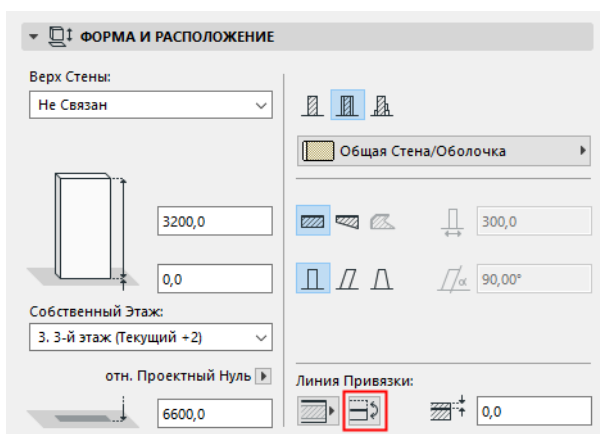 ФОРМА И РАСПОЛОЖЕНИЕ
Верх Стены:
Не Связан
Общая Стена/Оболочка
3200,0
300,0
0,0
α 90,00°
Собственный Этаж:
3. 3-й этаж (Текущий +2)
отн. Проектный Нуль
Линия Привязки:
6600,0
0,0